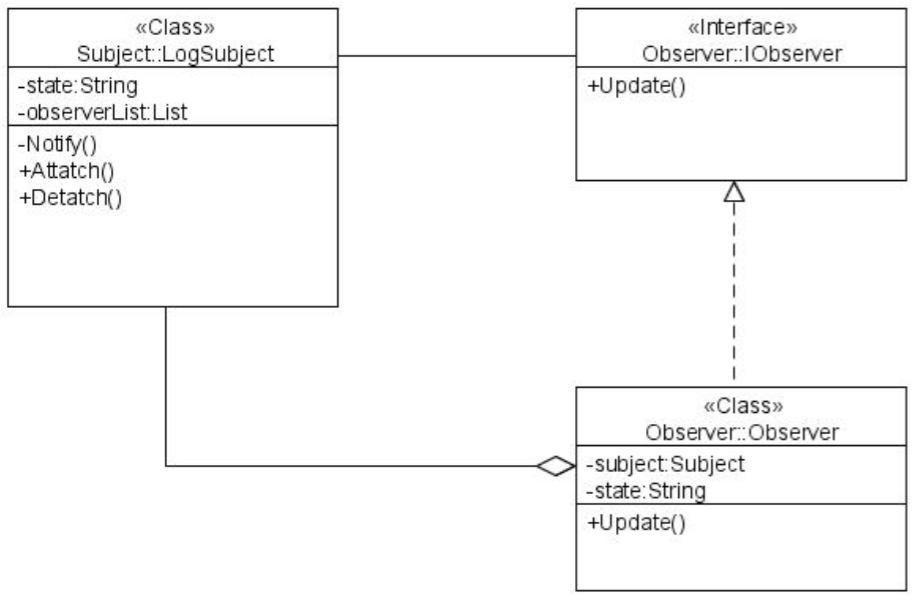 «Class»
Subject::LogSubject
-state:String
-observerList:List
-Notify()
+Attatch()
+Detatch()
«Interface»
Observer::IObserver
+Update()
«Class»
Observer::Observer
-subject:Subject
-state:String
+Update()